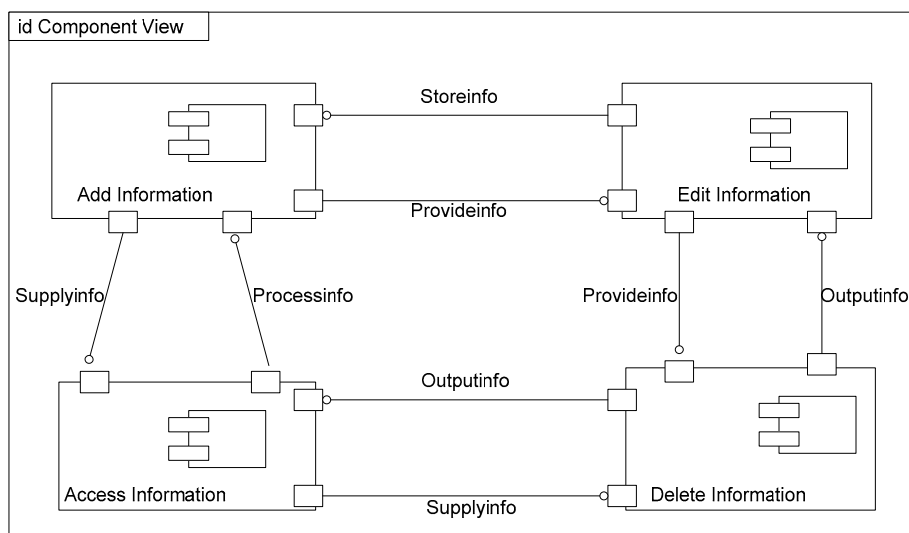 id Component View
Storeinfo
Add Information
Edit Information
Provideinfo
Supplyinfo
Processinfo
Provideinfo
Outputinfo
Outputinfo
Access Information
Delete Information
Supplyinfo